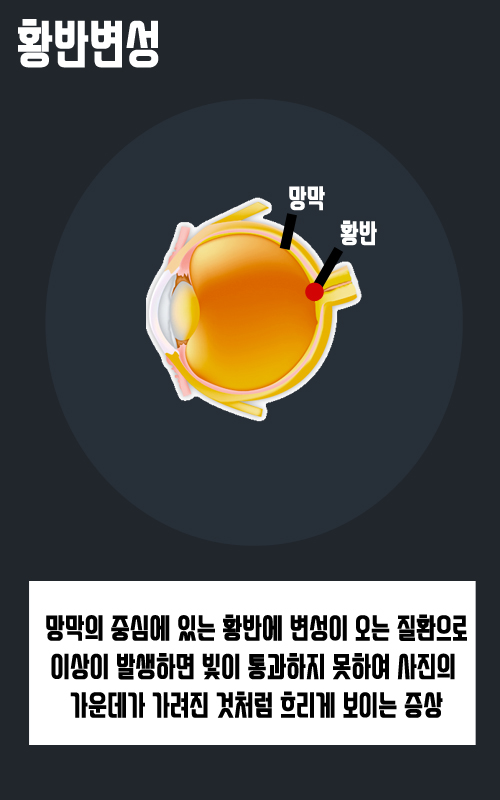 황반변성
망막
황반
망막의 중심에 있는 황반에 변성이 오는 질환으로
이상이 발생하면 빛이 통과하지 못하여 사진의
가운데가 가려진 것처럼 흐리게 보이는 증상